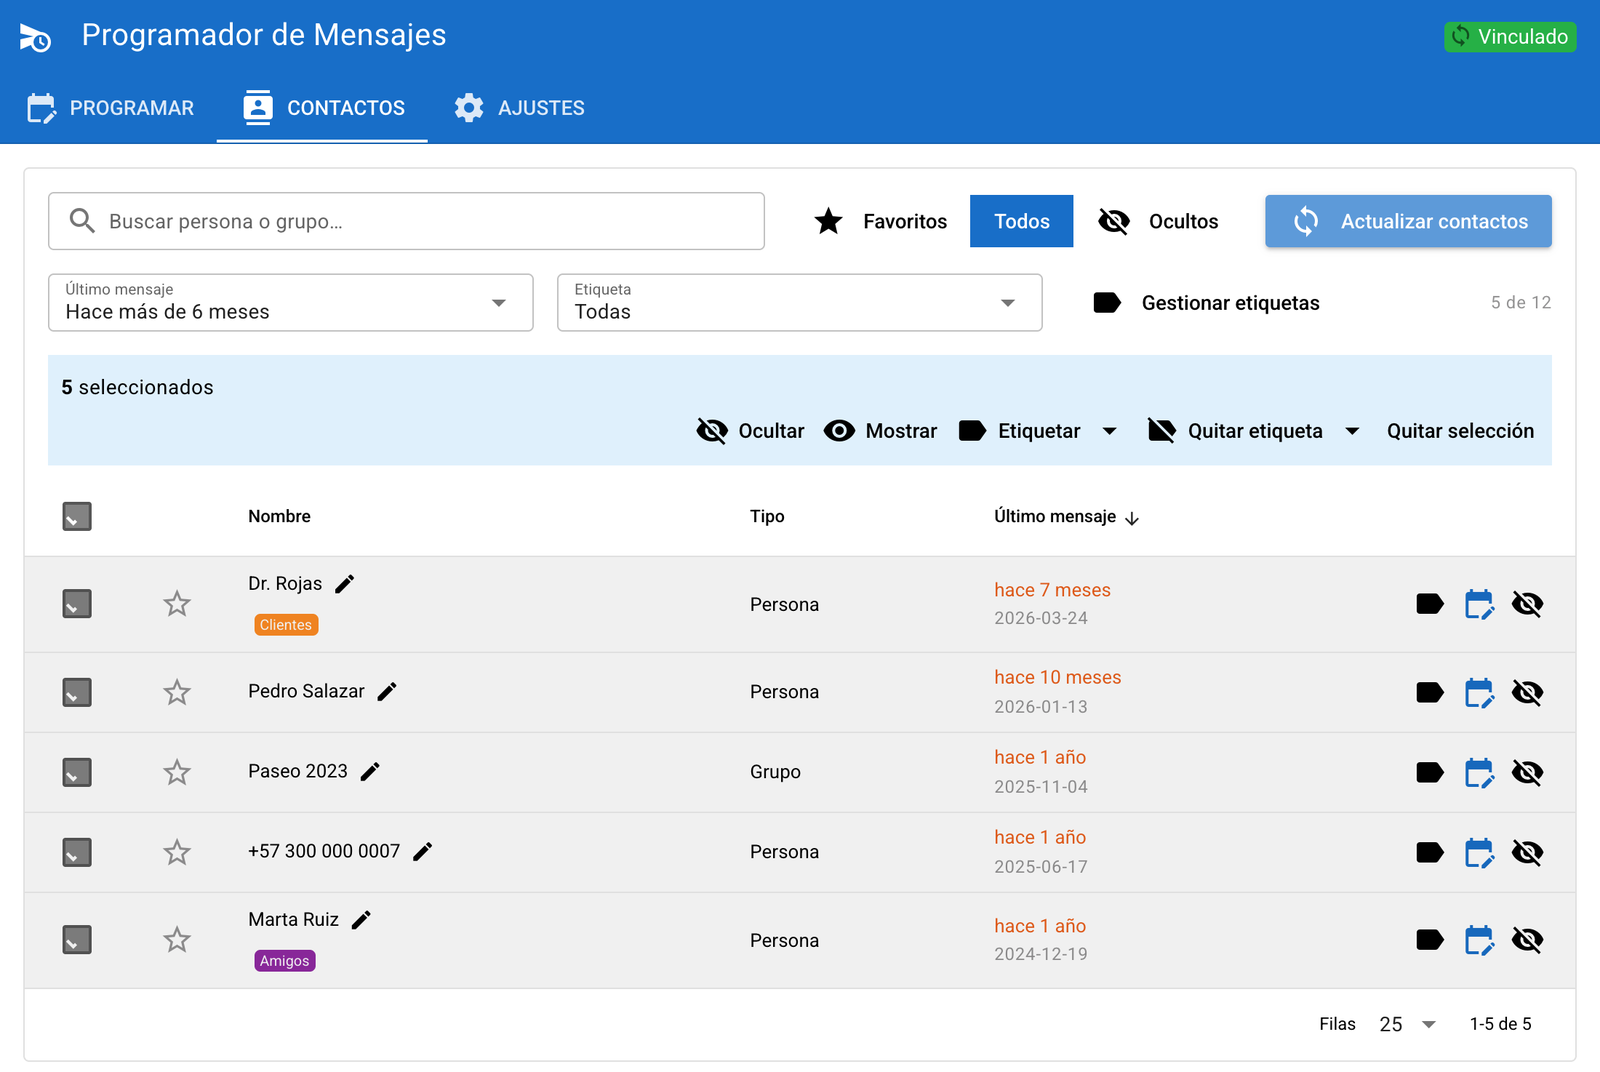 Programador de Mensajes
Vinculado
PROGRAMAR
CONTACTOS
AJUSTES
Buscar persona o grupo...
Favoritos
Todos
Ocultos
Actualizar contactos
Último mensaje
Hace más de 6 meses
Etiqueta
Todas
Gestionar etiquetas
5 de 12
5 seleccionados
Ocultar
Mostrar
Etiquetar
Quitar etiqueta
Quitar selección
Nombre
Tipo
Último mensaje
Dr. Rojas
Clientes
Persona
hace 7 meses
2026-03-24
Pedro Salazar
Persona
hace 10 meses
2026-01-13
Paseo 2023
Grupo
hace 1 año
2025-11-04
+57 300 000 0007
Persona
hace 1 año
2025-06-17
Marta Ruiz
Amigos
Persona
hace 1 año
2024-12-19
Filas
25
1-5 de 5